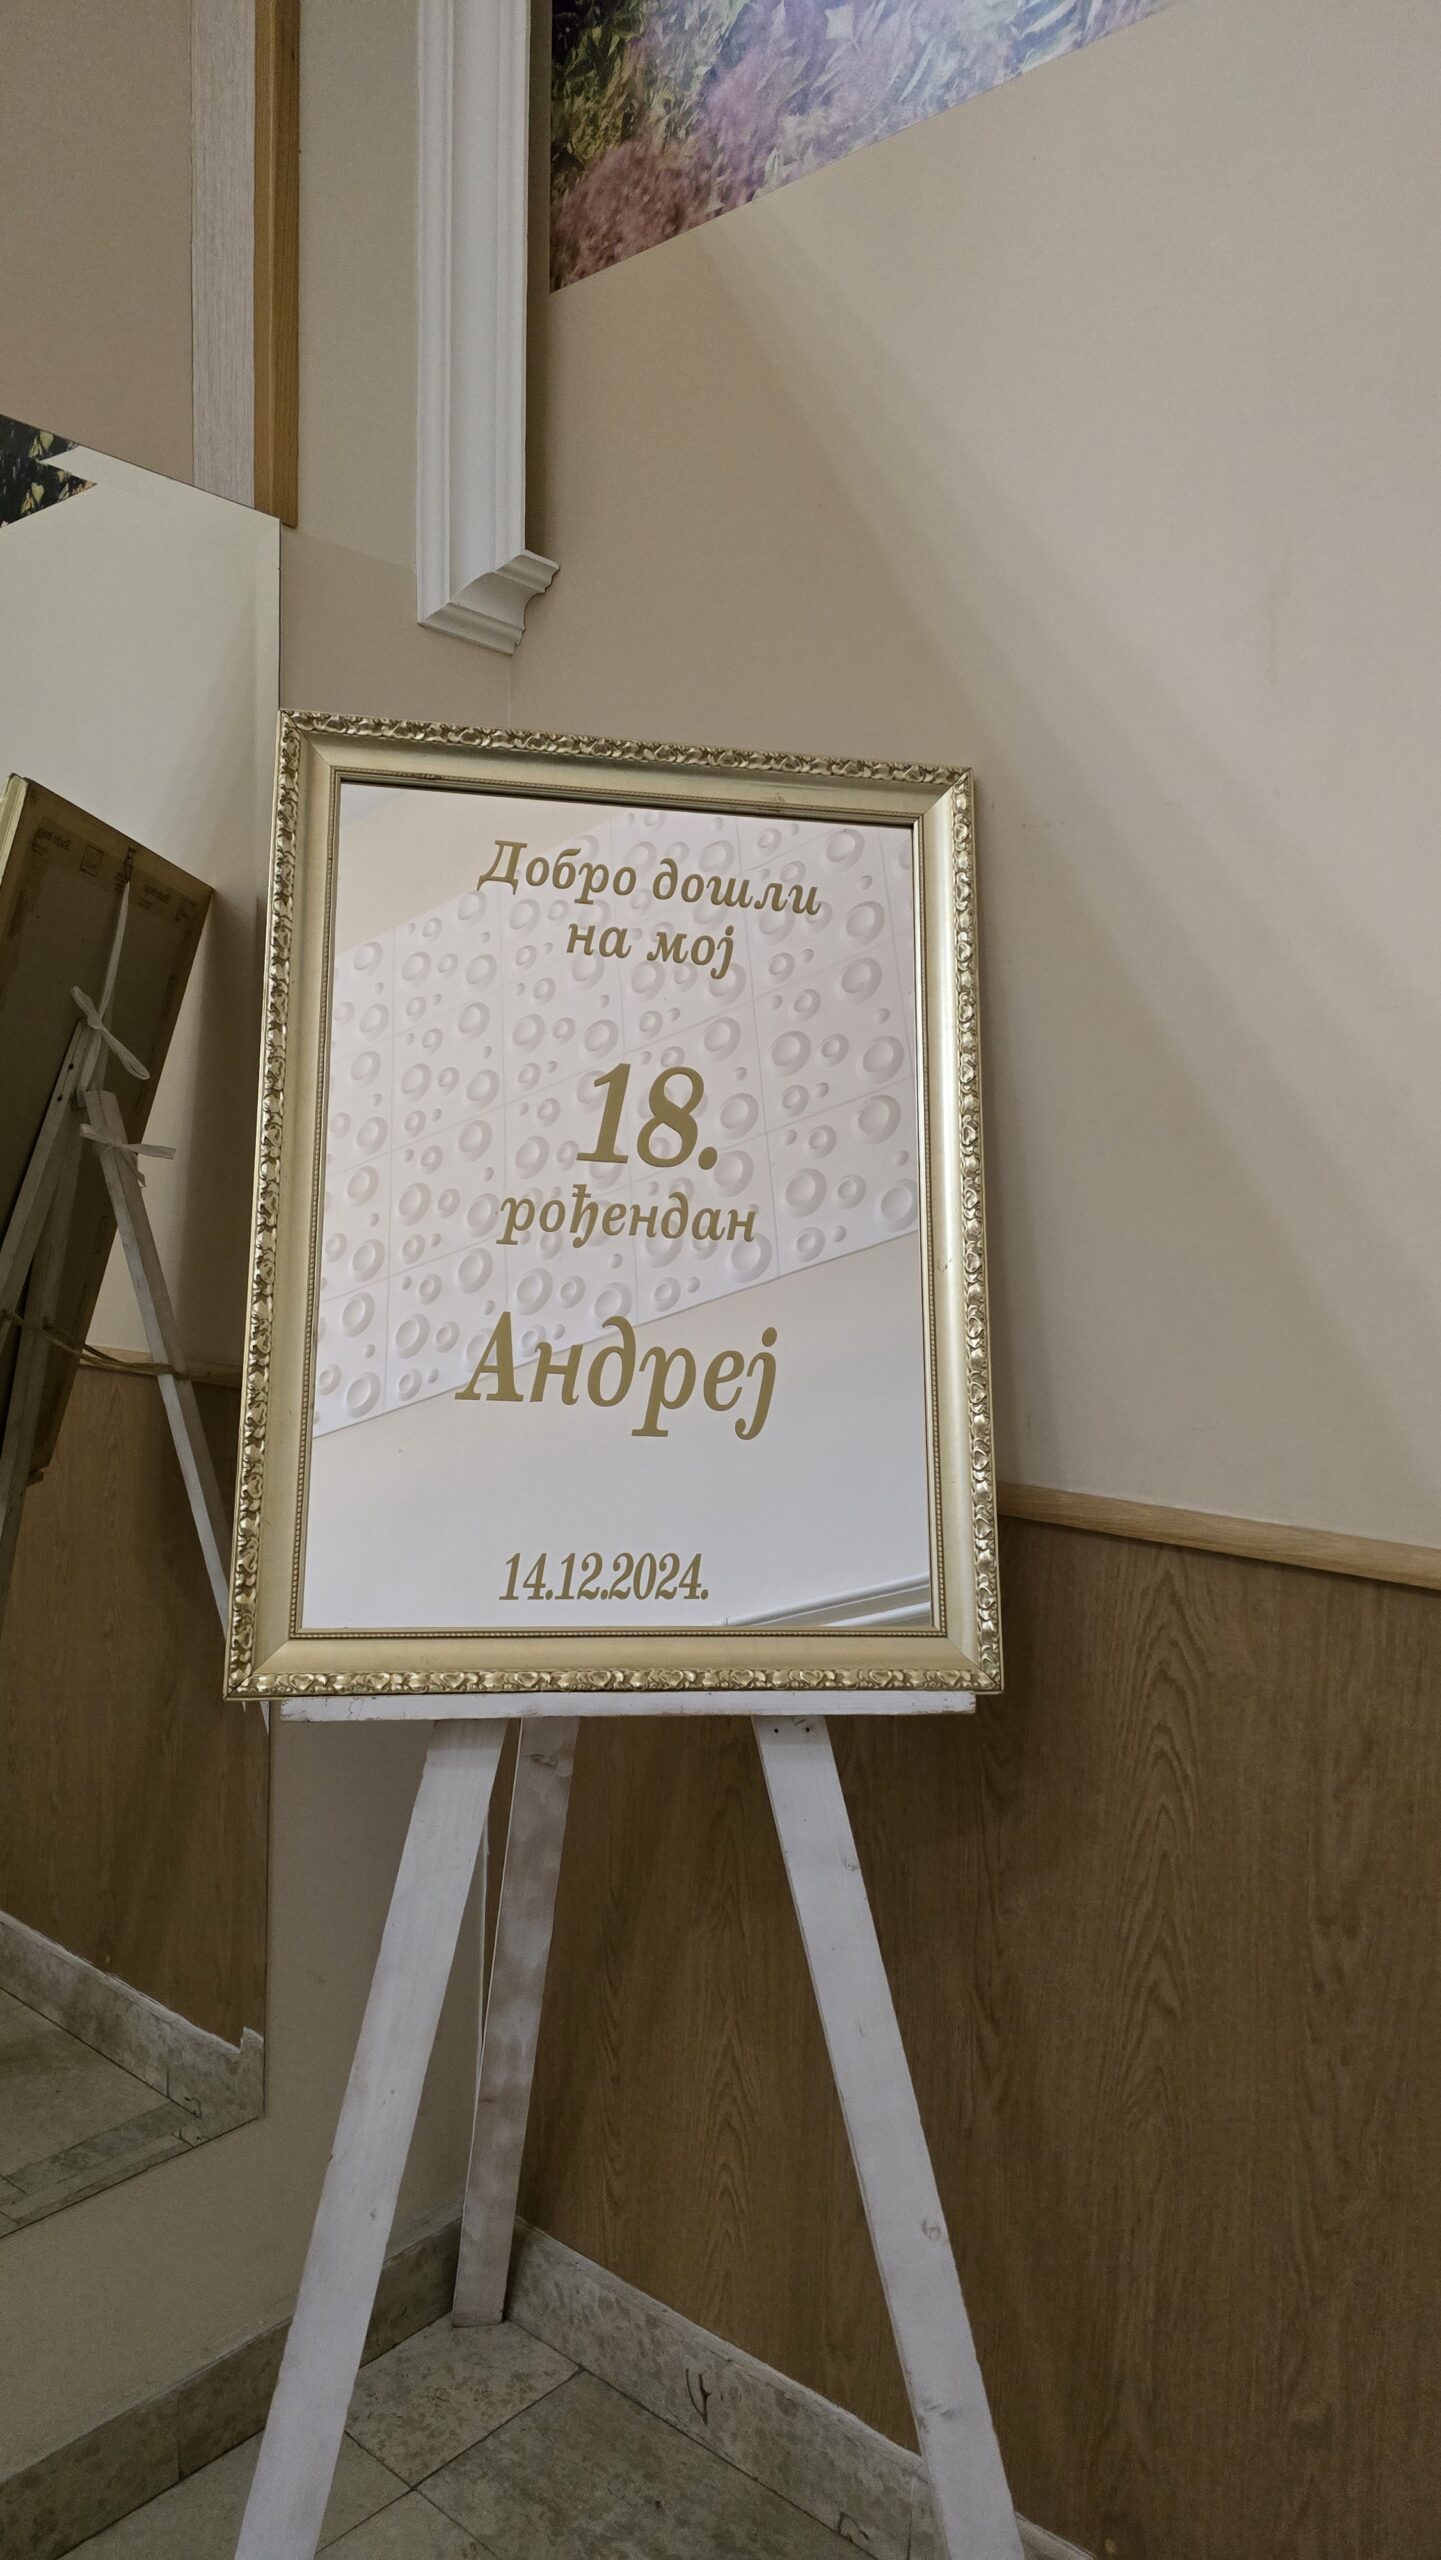 Добро дошли
на мој
18.
рођендан
Андреј
14.12.2024.